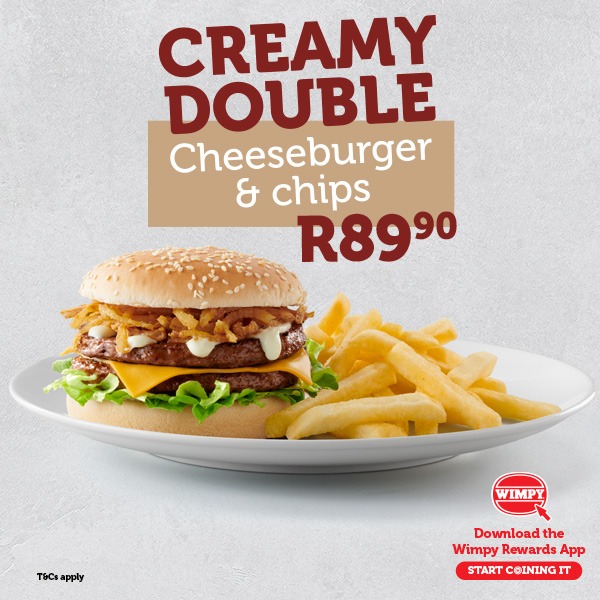 CREAMY
DOUBLE
Cheeseburger
& chips
R89⁹⁰
WIMPY
Download the
Wimpy Rewards App
START COINING IT
T&Cs apply